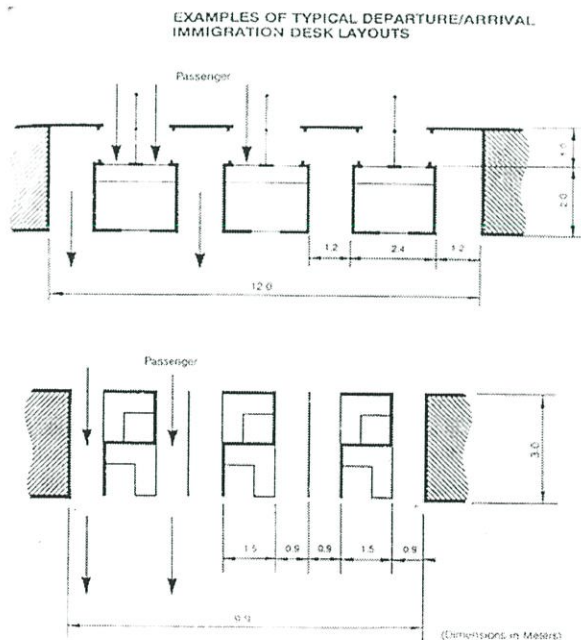 EXAMPLES OF TYPICAL DEPARTURE/ARRIVAL
IMMIGRATION DESK LAYOUTS
Passenger
2.0
1.2 2.4 1.2
12.0
Passenger
3.0
1.5 0.9 0.9 1.5 0.9
(Dimensions in Meters)